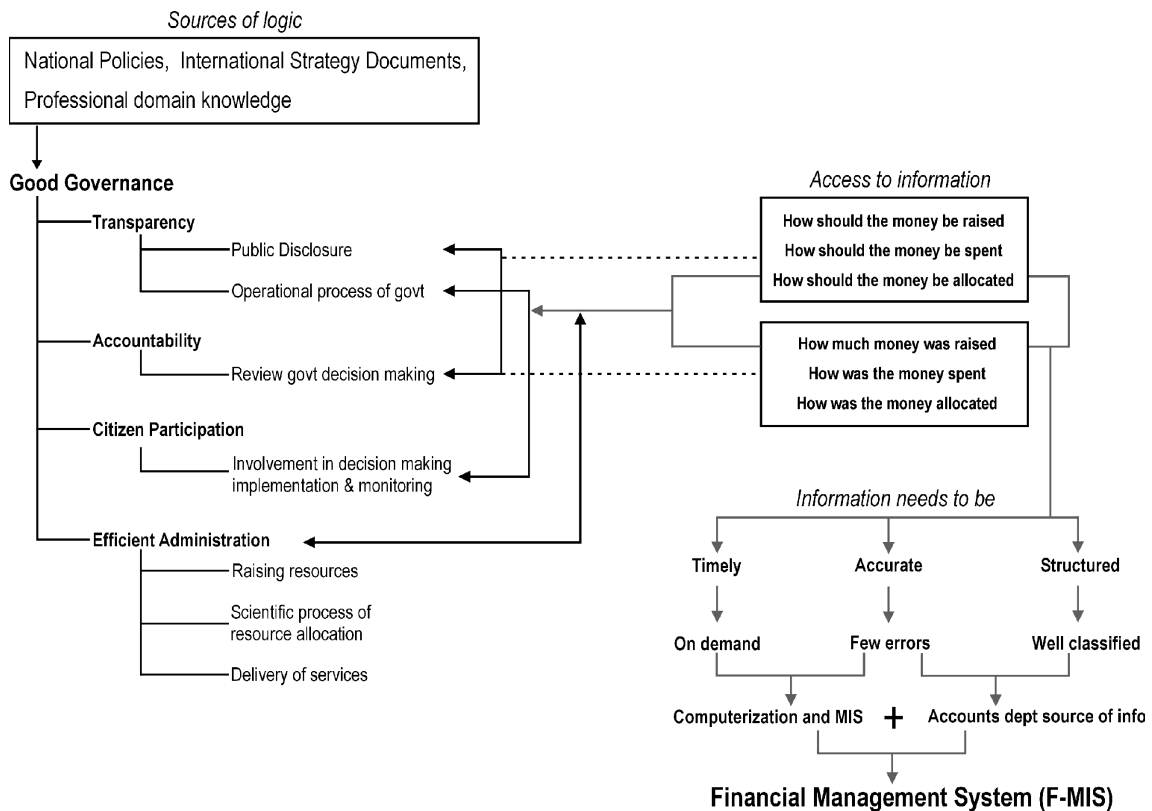 Sources of logic
National Policies, International Strategy Documents,
Professional domain knowledge
Good Governance
Transparency
Public Disclosure
Operational process of govt
Accountability
Review govt decision making
Citizen Participation
Involvement in decision making
implementation & monitoring
Efficient Administration
Raising resources
Scientific process of
resource allocation
Delivery of services
Access to information
How should the money be raised
How should the money be spent
How should the money be allocated
How much money was raised
How was the money spent
How was the money allocated
Information needs to be
Timely Accurate Structured
On demand Few errors Well classified
Computerization and MIS + Accounts dept source of info
Financial Management System (F-MIS)